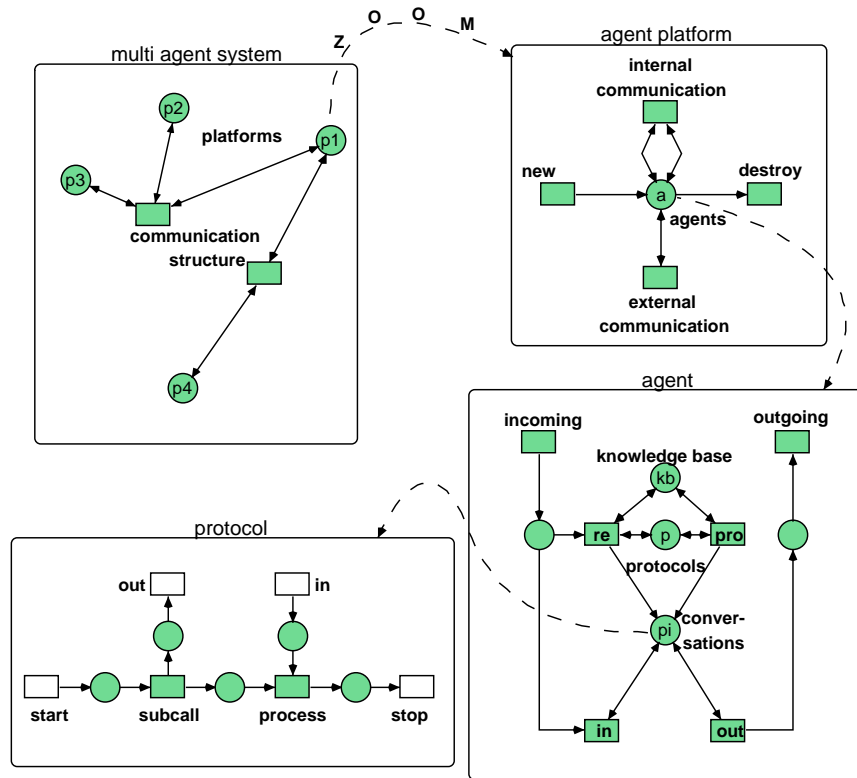 Z O O M
multi agent system
p2
platforms
p1
p3
communication
structure
p4
agent platform
internal
communication
new
destroy
a
agents
external
communication
agent
incoming
outgoing
knowledge base
kb
re
p
pro
protocols
pi
conver-
sations
in
out
protocol
out
in
start
subcall
process
stop